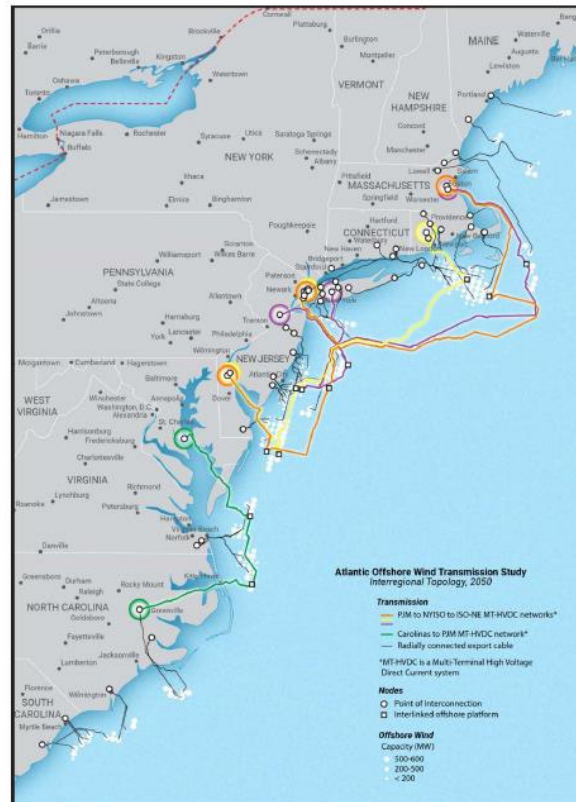 Cornwall
Plattsburg
Orillia
Barrie
Peterborough
Belleville
Kingston
Brockville
Watertown
Burlington
Montpelier
MAINE
Waterville
Augusta
Lewiston
Portland
VERMONT
NEW
HAMPSHIRE
Concord
Manchester
Toronto
Oshawa
Hamilton
Niagara Falls
Buffalo
Rochester
Syracuse
Utica
Saratoga Springs
Schenectady
Albany
NEW YORK
Ithaca
Jamestown
Elmira
Binghamton
Lowell
Salem
Pittsfield
MASSACHUSETTS
Worcester
Springfield
Poughkeepsie
Hartford
Providence
CONNECTICUT
Waterbury
New London
New Haven
Bridgeport
Stamford
Scranton
Wilkes Barre
Williamsport
Paterson
Newark
New York
PENNSYLVANIA
State College
Altoona
Johnstown
Allentown
Harrisburg
Lancaster
York
Trenton
Philadelphia
Wilmington
NEW JERSEY
Atlantic City
Morgantown
Cumberland
Hagerstown
Baltimore
Dover
WEST
VIRGINIA
Winchester
Washington, D.C.
Annapolis
Alexandria
St. Charles
Harrisonburg
Fredericksburg
Charlottesville
VIRGINIA
Richmond
Roanoke
Lynchburg
Petersburg
Hampton
Virginia Beach
Norfolk
Danville
Kitty Hawk
Greensboro
Durham
Raleigh
Rocky Mount
NORTH CAROLINA
Greenville
Goldsboro
Fayetteville
Lumberton
Jacksonville
Florence
Wilmington
SOUTH
CAROLINA
Myrtle Beach
Atlantic Offshore Wind Transmission Study
Interregional Topology, 2050
Transmission
PJM to NYISO to ISO-NE MT-HVDC networks*
Carolinas to PJM MT-HVDC network*
Radially connected export cable
*MT-HVDC is a Multi-Terminal High Voltage
Direct Current system
Nodes
Point of Interconnection
Interlinked offshore platform
Offshore Wind
Capacity (MW)
500-600
200-500
< 200